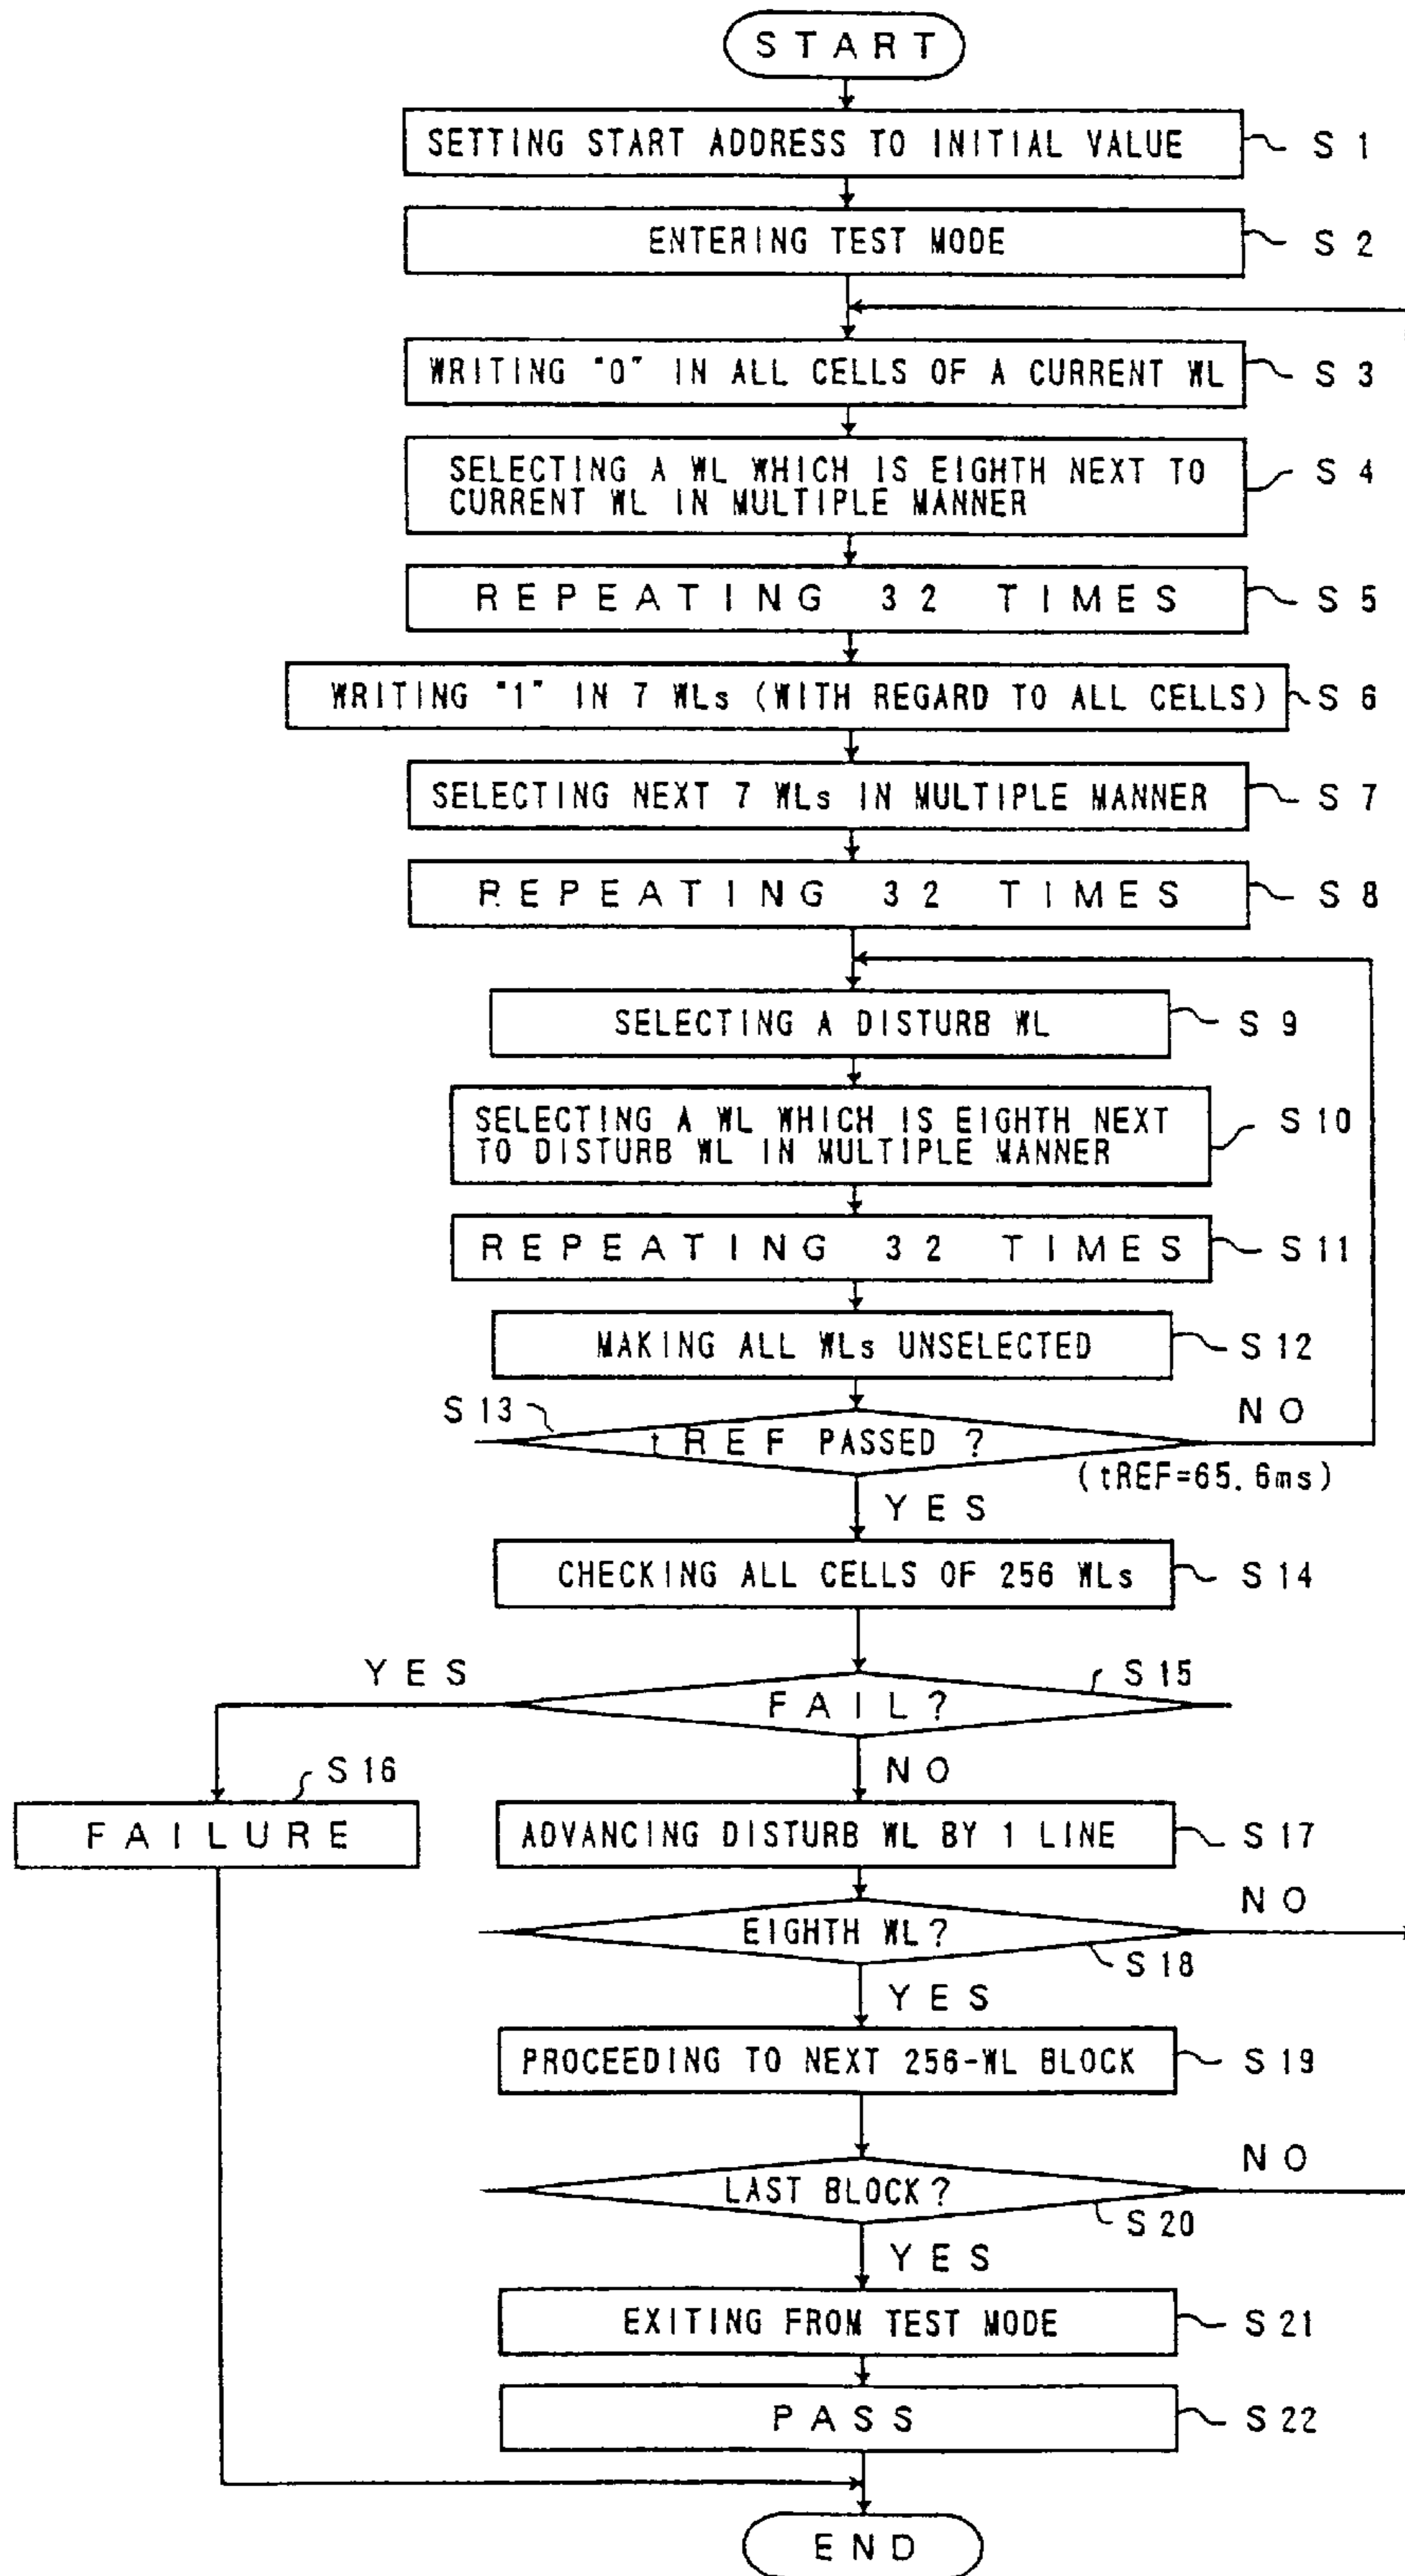 START
SETTING START ADDRESS TO INITIAL VALUE
S1
ENTERING TEST MODE
S2
WRITING "0" IN ALL CELLS OF A CURRENT WL
S3
SELECTING A WL WHICH IS EIGHTH NEXT TO
CURRENT WL IN MULTIPLE MANNER
S4
REPEATING 32 TIMES
S5
WRITING "1" IN 7 WLs (WITH REGARD TO ALL CELLS)
S6
SELECTING NEXT 7 WLs IN MULTIPLE MANNER
S7
REPEATING 32 TIMES
S8
SELECTING A DISTURB WL
S9
SELECTING A WL WHICH IS EIGHTH NEXT
TO DISTURB WL IN MULTIPLE MANNER
S10
REPEATING 32 TIMES
S11
MAKING ALL WLs UNSELECTED
S12
S13
tREF PASSED?
NO
(tREF=65.6ms)
YES
CHECKING ALL CELLS OF 256 WLs
S14
YES
FAIL?
S15
NO
S16
FAILURE
ADVANCING DISTURB WL BY 1 LINE
S17
EIGHTH WL?
NO
S18
YES
PROCEEDING TO NEXT 256-WL BLOCK
S19
LAST BLOCK?
NO
S20
YES
EXITING FROM TEST MODE
S21
PASS
S22
END